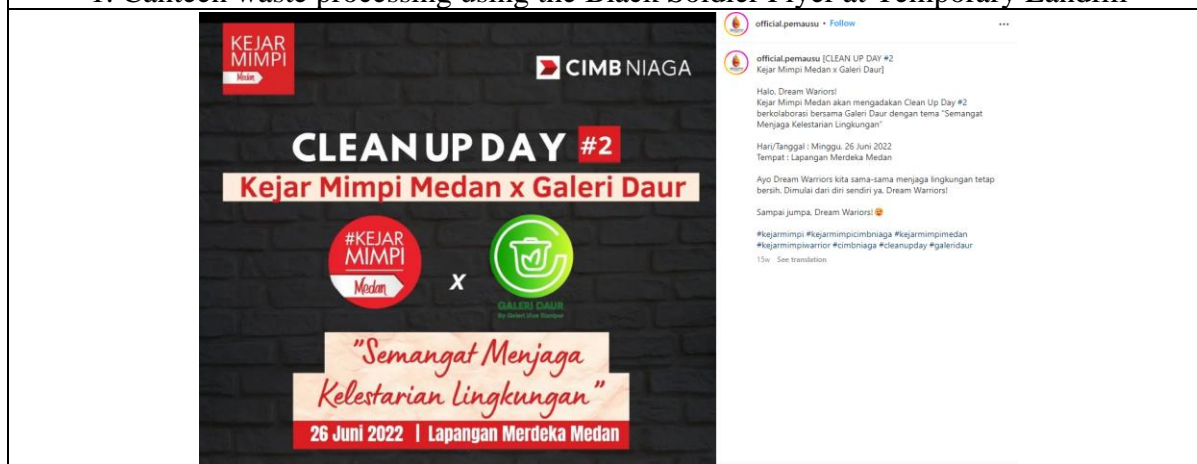 1. Canteen waste processing using the Black Soldier Flyer at Temporary Landfill
KEJAR
MIMPI
Medan
CIMB NIAGA
CLEAN UP DAY #2
Kejar Mimpi Medan x Galeri Daur
#KEJAR
MIMPI
Medan
x
GALERI DAUR
"Semangat Menjaga
Kelestarian Lingkungan"
26 Juni 2022 | Lapangan Merdeka Medan
official.pemausu • Follow
...
official.pemausu [CLEAN UP DAY #2
Kejar Mimpi Medan x Galeri Daur]
Halo, Dream Wariors!
Kejar Mimpi Medan akan mengadakan Clean Up Day #2
berkolaborasi bersama Galeri Daur dengan tema "Semangat
Menjaga Kelestarian Lingkungan"
Hari/Tanggal : Minggu, 26 Juni 2022
Tempat : Lapangan Merdeka Medan
Ayo Dream Warriors kita sama-sama menjaga lingkungan tetap
bersih. Dimulai dari diri sendiri ya, Dream Warriors!
Sampai jumpa, Dream Wariors! 😊
#kejarmimpi #kejarmimpicimbniaga #kejarmimpimedan
#kejarmimpiwarrior #cimbniaga #cleanupday #galeridaur
15w See translation